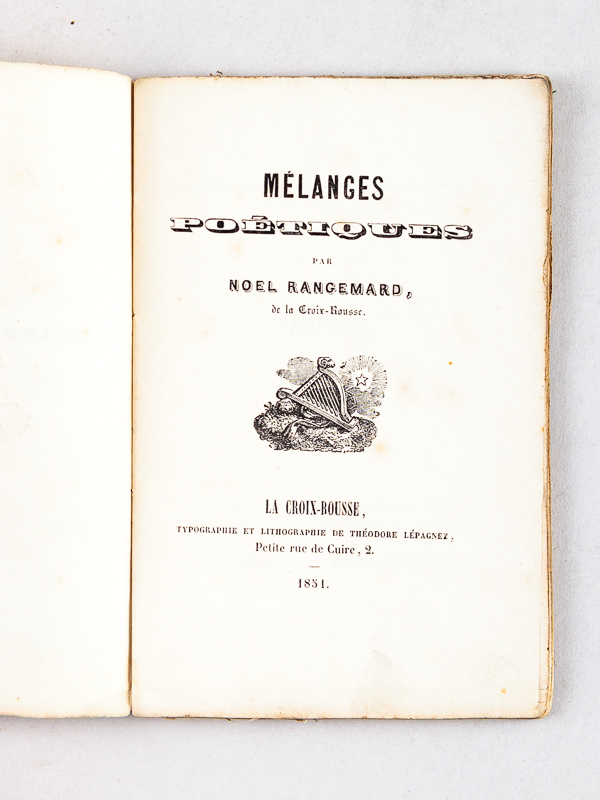 MÉLANGES
POÉTIQUES
PAR
NOEL RANGEMARD,
de la Croix-Rousse.
LA CROIX-ROUSSE,
TYPOGRAPHIE ET LITHOGRAPHIE DE THÉODORE LÉPAGNEZ,
Petite rue de Cuire, 2.
1851.